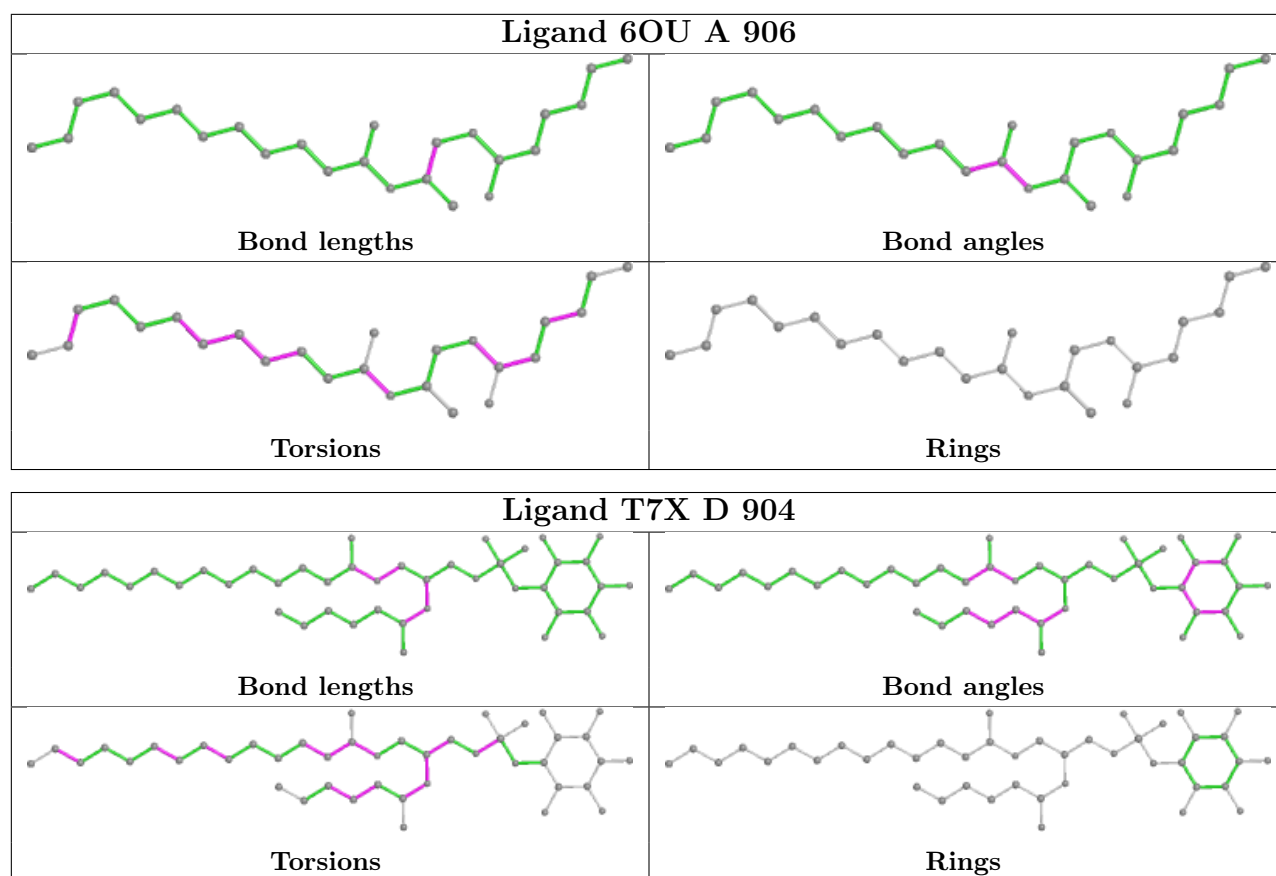 Ligand 6OU A 906
Bond lengths
Bond angles
Torsions
Rings
Ligand T7X D 904
Bond lengths
Bond angles
Torsions
Rings